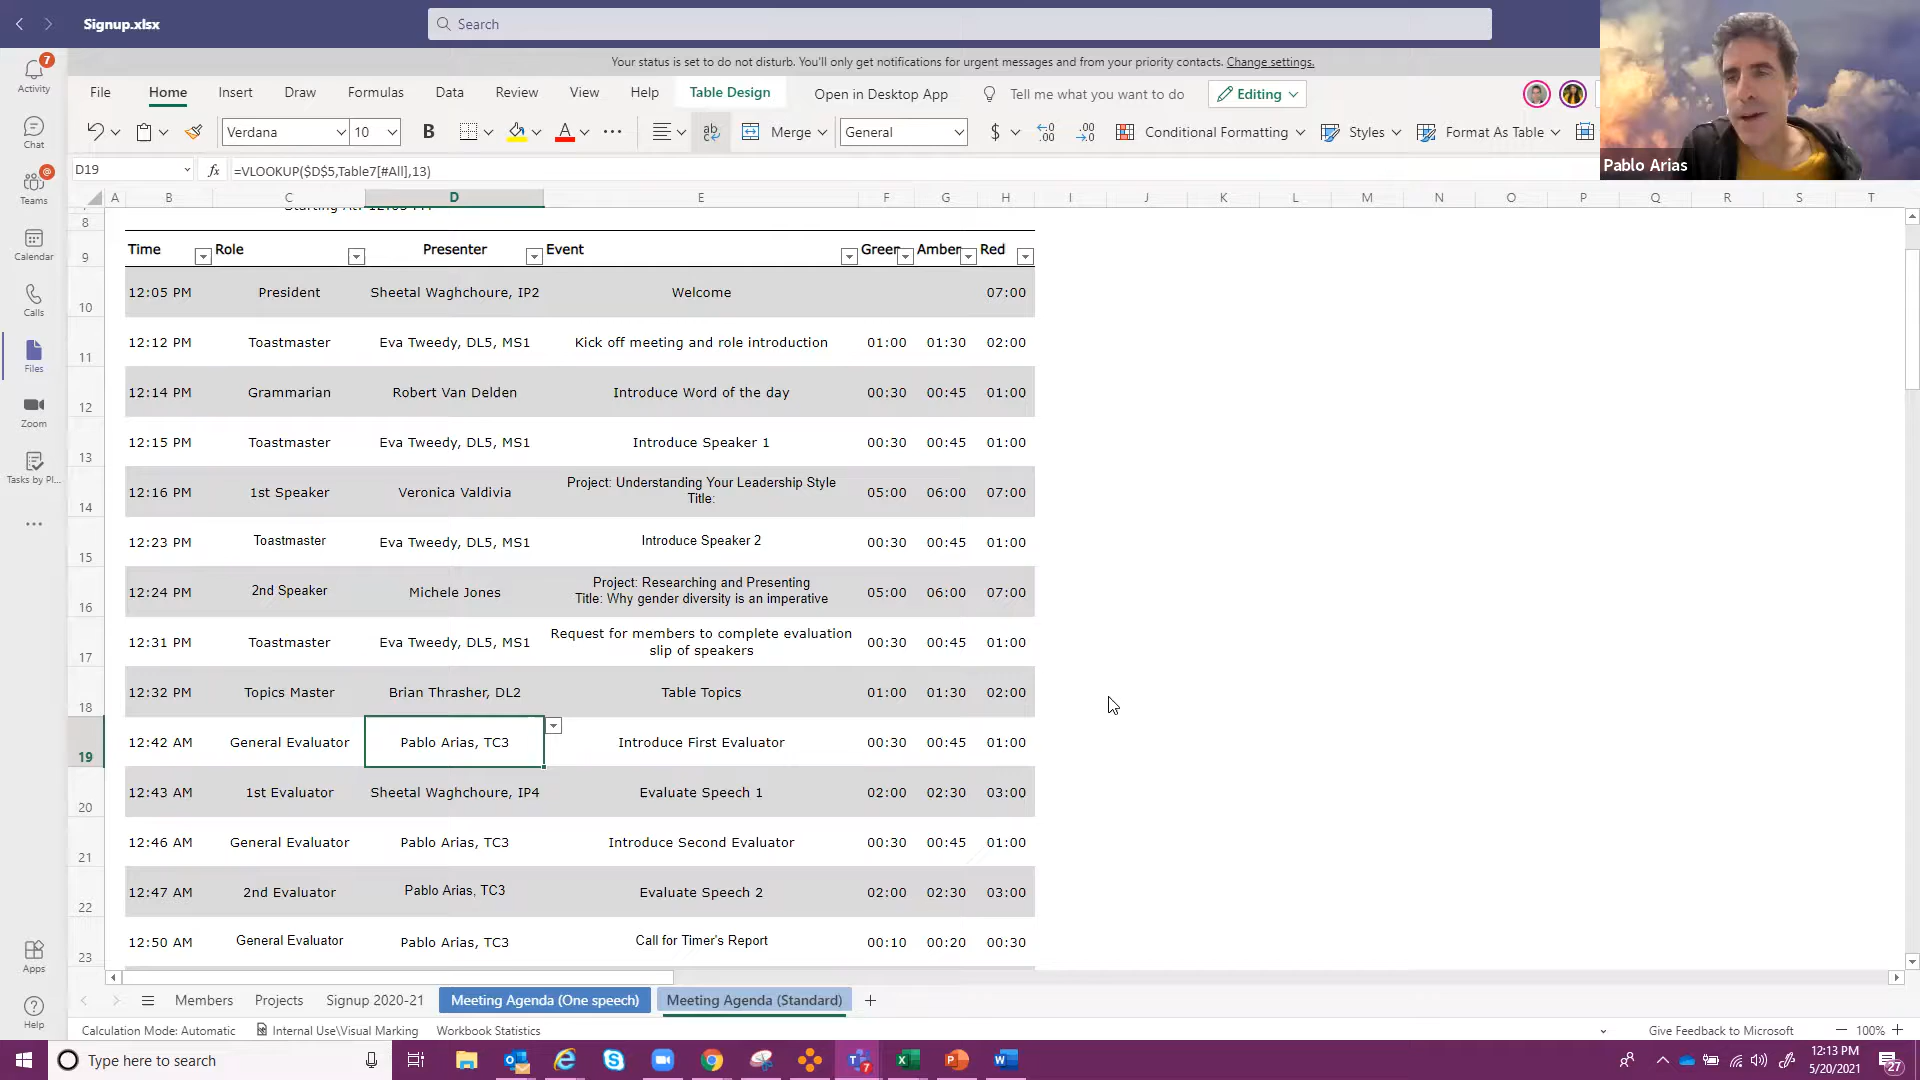 Signup.xlsx
Search
Your status is set to do not disturb. You'll only get notifications for urgent messages and from your priority contacts. Change settings.
7
Activity
Chat
@
Teams
Calendar
Calls
Files
Zoom
Tasks by Pl...
Apps
Help
File Home Insert Draw Formulas Data Review View Help Table Design Open in Desktop App Tell me what you want to do Editing
Verdana 10 B A Merge General $ Conditional Formatting Styles Format As Table
Pablo Arias
D19 fx =VLOOKUP($D$5,Table7[#All],13)
A B C D E F G H I J K L M N O P Q R S T
8
9 Time Role Presenter Event Green Amber Red
10 12:05 PM President Sheetal Waghchoure, IP2 Welcome 07:00
11 12:12 PM Toastmaster Eva Tweedy, DL5, MS1 Kick off meeting and role introduction 01:00 01:30 02:00
12 12:14 PM Grammarian Robert Van Delden Introduce Word of the day 00:30 00:45 01:00
13 12:15 PM Toastmaster Eva Tweedy, DL5, MS1 Introduce Speaker 1 00:30 00:45 01:00
14 12:16 PM 1st Speaker Veronica Valdivia Project: Understanding Your Leadership Style
Title: 05:00 06:00 07:00
15 12:23 PM Toastmaster Eva Tweedy, DL5, MS1 Introduce Speaker 2 00:30 00:45 01:00
16 12:24 PM 2nd Speaker Michele Jones Project: Researching and Presenting
Title: Why gender diversity is an imperative 05:00 06:00 07:00
17 12:31 PM Toastmaster Eva Tweedy, DL5, MS1 Request for members to complete evaluation
slip of speakers 00:30 00:45 01:00
18 12:32 PM Topics Master Brian Thrasher, DL2 Table Topics 01:00 01:30 02:00
19 12:42 AM General Evaluator Pablo Arias, TC3 Introduce First Evaluator 00:30 00:45 01:00
20 12:43 AM 1st Evaluator Sheetal Waghchoure, IP4 Evaluate Speech 1 02:00 02:30 03:00
21 12:46 AM General Evaluator Pablo Arias, TC3 Introduce Second Evaluator 00:30 00:45 01:00
22 12:47 AM 2nd Evaluator Pablo Arias, TC3 Evaluate Speech 2 02:00 02:30 03:00
23 12:50 AM General Evaluator Pablo Arias, TC3 Call for Timer's Report 00:10 00:20 00:30
Members Projects Signup 2020-21 Meeting Agenda (One speech) Meeting Agenda (Standard)
Calculation Mode: Automatic Internal Use\Visual Marking Workbook Statistics Give Feedback to Microsoft 100%
Type here to search
12:13 PM
5/20/2021
27